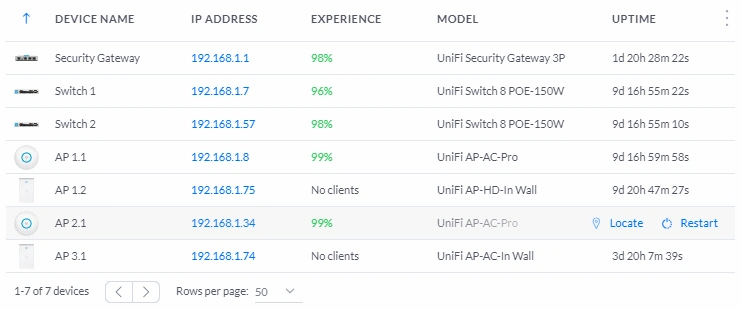 DEVICE NAME IP ADDRESS EXPERIENCE MODEL UPTIME
Security Gateway 192.168.1.1 98% UniFi Security Gateway 3P 1d 20h 28m 22s
Switch 1 192.168.1.7 96% UniFi Switch 8 POE-150W 9d 16h 55m 22s
Switch 2 192.168.1.57 98% UniFi Switch 8 POE-150W 9d 16h 55m 10s
AP 1.1 192.168.1.8 99% UniFi AP-AC-Pro 9d 16h 59m 58s
AP 1.2 192.168.1.75 No clients UniFi AP-HD-In Wall 9d 20h 47m 27s
AP 2.1 192.168.1.34 99% UniFi AP-AC-Pro Locate Restart
AP 3.1 192.168.1.74 No clients UniFi AP-AC-In Wall 3d 20h 7m 39s
1-7 of 7 devices Rows per page: 50